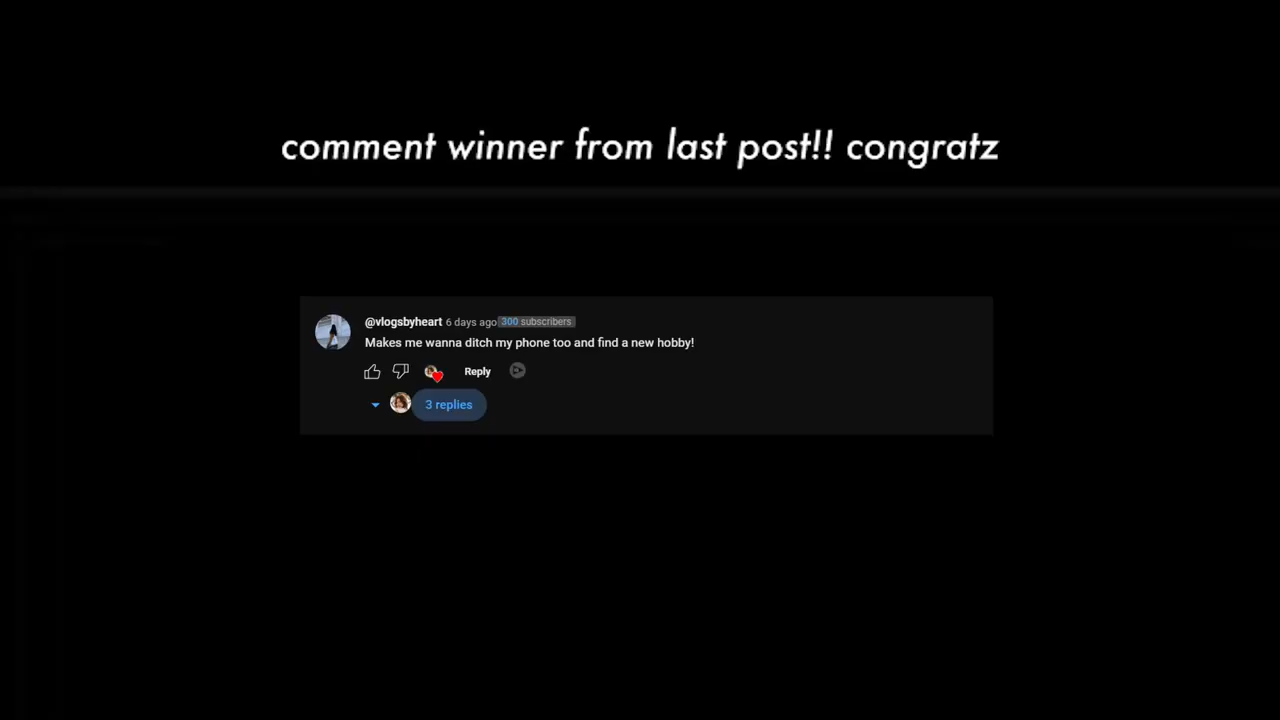 comment winner from last post!! congratz
@vlogsbyheart 6 days ago 300 subscribers
Makes me wanna ditch my phone too and find a new hobby!
Reply
3 replies